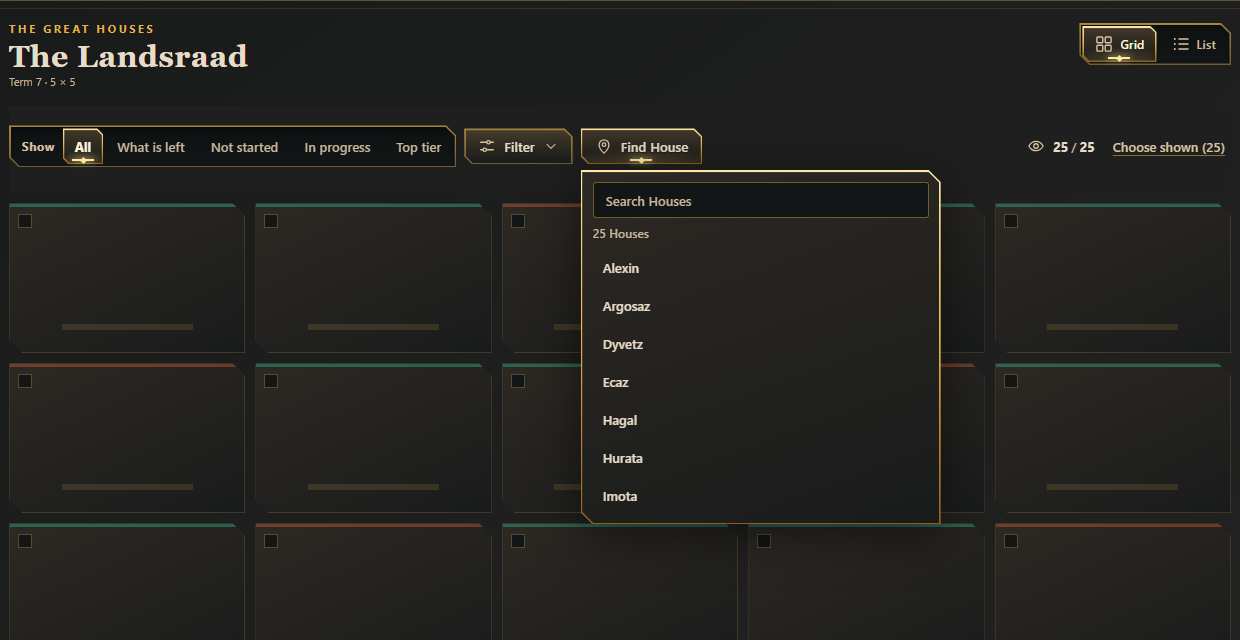 THE GREAT HOUSES
The Landsraad
Term 7 · 5 × 5
Grid
List
Show
All
What is left
Not started
In progress
Top tier
Filter
Find House
25 / 25
Choose shown (25)
Search Houses
25 Houses
Alexin
Argosaz
Dyvetz
Ecaz
Hagal
Hurata
Imota